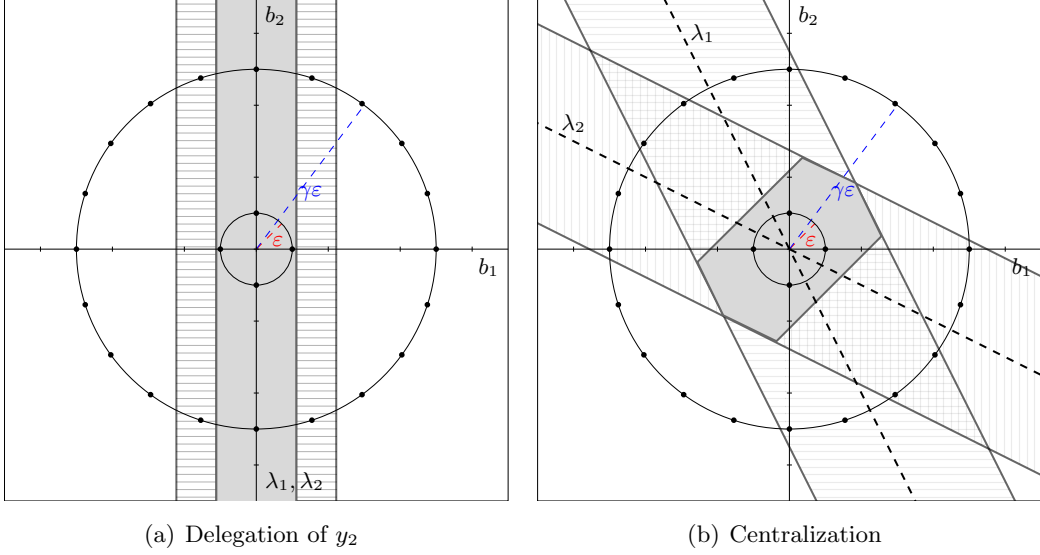 b₂
γε
ε
b₁
λ₁, λ₂
(a) Delegation of y₂
b₂
λ₁
λ₂
γε
ε
b₁
(b) Centralization